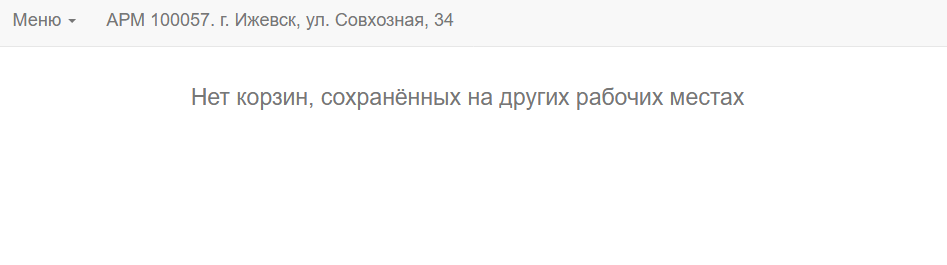 Меню АРМ 100057. г. Ижевск, ул. Совхозная, 34
Нет корзин, сохранённых на других рабочих местах